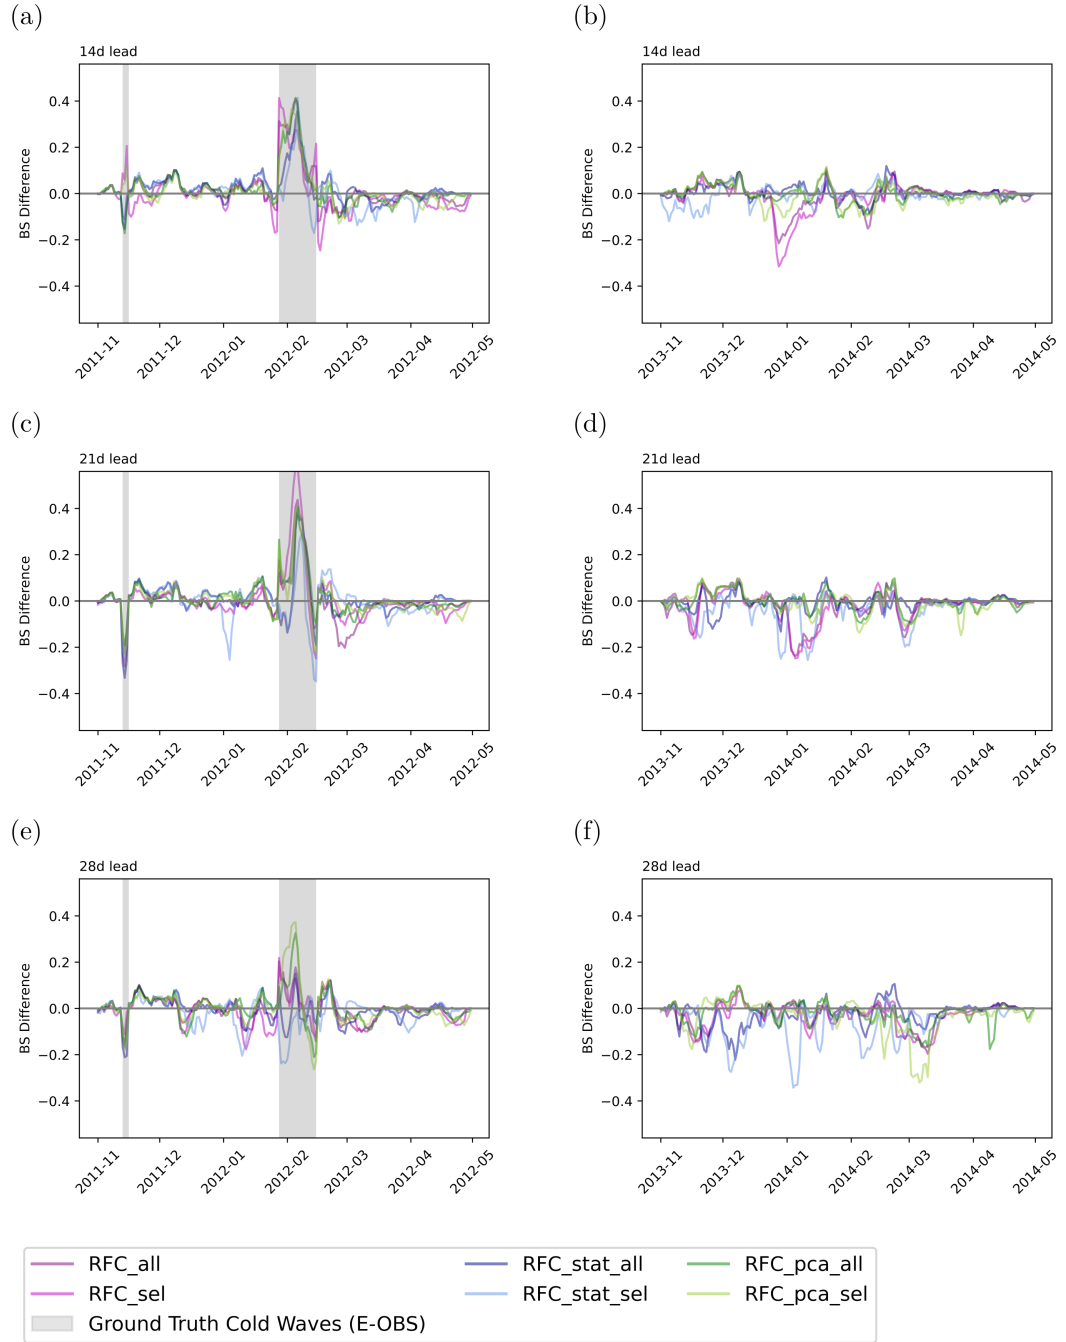 (a)
(b)
14d lead
14d lead
BS Difference
0.4
0.2
0.0
−0.2
−0.4
2011-11
2011-12
2012-01
2012-02
2012-03
2012-04
2012-05
BS Difference
0.4
0.2
0.0
−0.2
−0.4
2013-11
2013-12
2014-01
2014-02
2014-03
2014-04
2014-05
(c)
(d)
21d lead
21d lead
BS Difference
0.4
0.2
0.0
−0.2
−0.4
2011-11
2011-12
2012-01
2012-02
2012-03
2012-04
2012-05
BS Difference
0.4
0.2
0.0
−0.2
−0.4
2013-11
2013-12
2014-01
2014-02
2014-03
2014-04
2014-05
(e)
(f)
28d lead
28d lead
BS Difference
0.4
0.2
0.0
−0.2
−0.4
2011-11
2011-12
2012-01
2012-02
2012-03
2012-04
2012-05
BS Difference
0.4
0.2
0.0
−0.2
−0.4
2013-11
2013-12
2014-01
2014-02
2014-03
2014-04
2014-05
RFC_all
RFC_stat_all
RFC_pca_all
RFC_sel
RFC_stat_sel
RFC_pca_sel
Ground Truth Cold Waves (E-OBS)